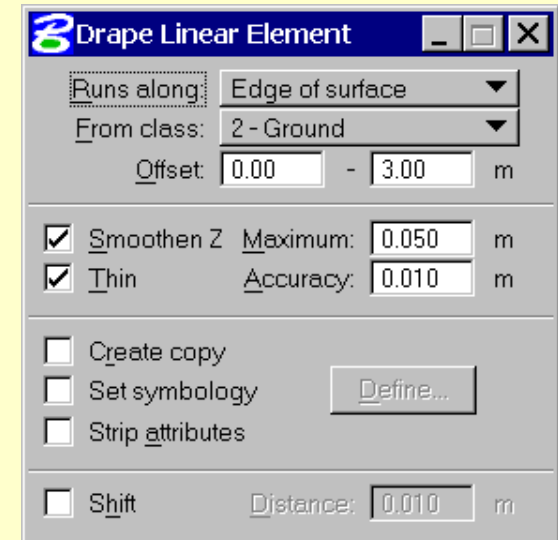 Drape Linear Element
Runs along: Edge of surface
From class: 2 - Ground
Offset: 0.00 - 3.00 m
Smoothen Z Maximum: 0.050 m
Thin Accuracy: 0.010 m
Create copy
Set symbology Define...
Strip attributes
Shift Distance: 0.010 m